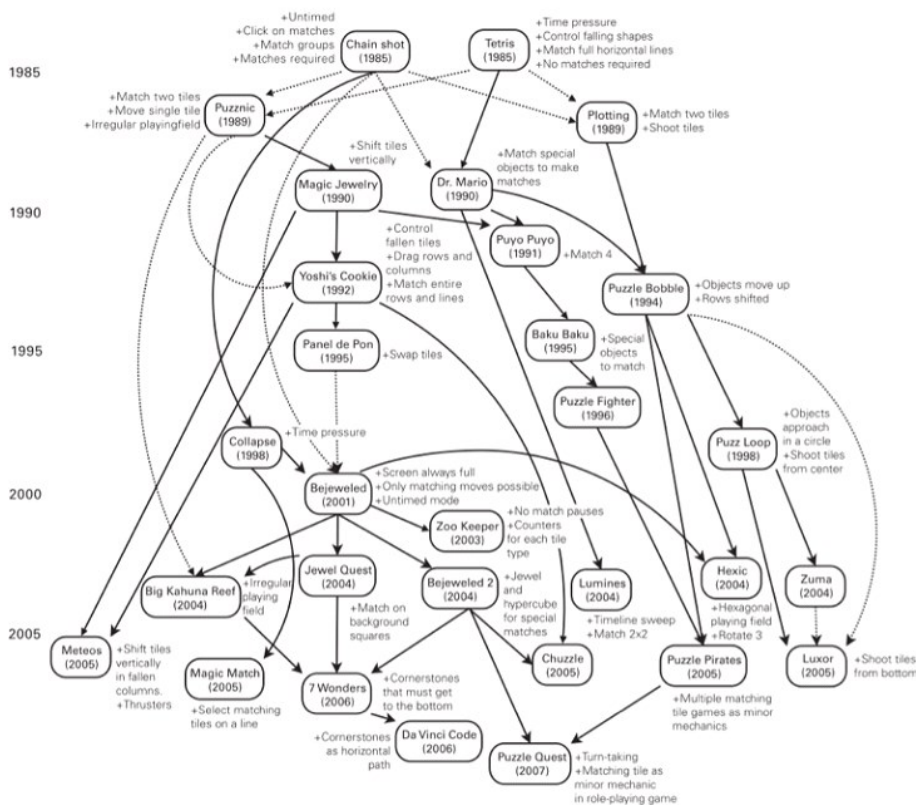 +Untimed
+Click on matches
+Match groups
+Matches required
Chain shot
(1985)
Tetris
(1985)
+Time pressure
+Control falling shapes
+Match full horizontal lines
+No matches required
1985
+Match two tiles
+Move single tile
+Irregular playingfield
Puzznic
(1989)
Plotting
(1989)
+Match two tiles
+Shoot tiles
+Shift tiles
vertically
Magic Jewelry
(1990)
Dr. Mario
(1990)
+Match special
objects to make
matches
1990
+Control
fallen tiles
+Drag rows and
columns
+Match entire
rows and lines
Puyo Puyo
(1991)
+Match 4
Yoshi's Cookie
(1992)
Puzzle Bobble
(1994)
+Objects move up
+Rows shifted
Panel de Pon
(1995)
+Swap tiles
Baku Baku
(1995)
+Special
objects
to match
1995
Puzzle Fighter
(1996)
Collapse
(1998)
+Time pressure
Puzz Loop
(1998)
+Objects
approach
in a circle
+Shoot tiles
from center
2000
Bejeweled
(2001)
+Screen always full
+Only matching moves possible
+Untimed mode
Zoo Keeper
(2003)
+No match pauses
+Counters
for each tile
type
Big Kahuna Reef
(2004)
+Irregular
playing
field
Jewel Quest
(2004)
+Match on
background
squares
Bejeweled 2
(2004)
+Jewel
and
hypercube
for special
matches
Lumines
(2004)
+Timeline sweep
+Match 2x2
Hexic
(2004)
+Hexagonal
playing field
+Rotate 3
Zuma
(2004)
2005
Meteos
(2005)
+Shift tiles
vertically
in fallen
columns.
+Thrusters
Magic Match
(2005)
+Select matching
tiles on a line
7 Wonders
(2006)
+Cornerstones
that must get
to the bottom
Chuzzle
(2005)
Puzzle Pirates
(2005)
+Multiple matching
tile games as minor
mechanics
Luxor
(2005)
+Shoot tiles
from bottom
+Cornerstones
as horizontal
path
Da Vinci Code
(2006)
Puzzle Quest
(2007)
+Turn-taking
+Matching tile as
minor mechanic
in role-playing game